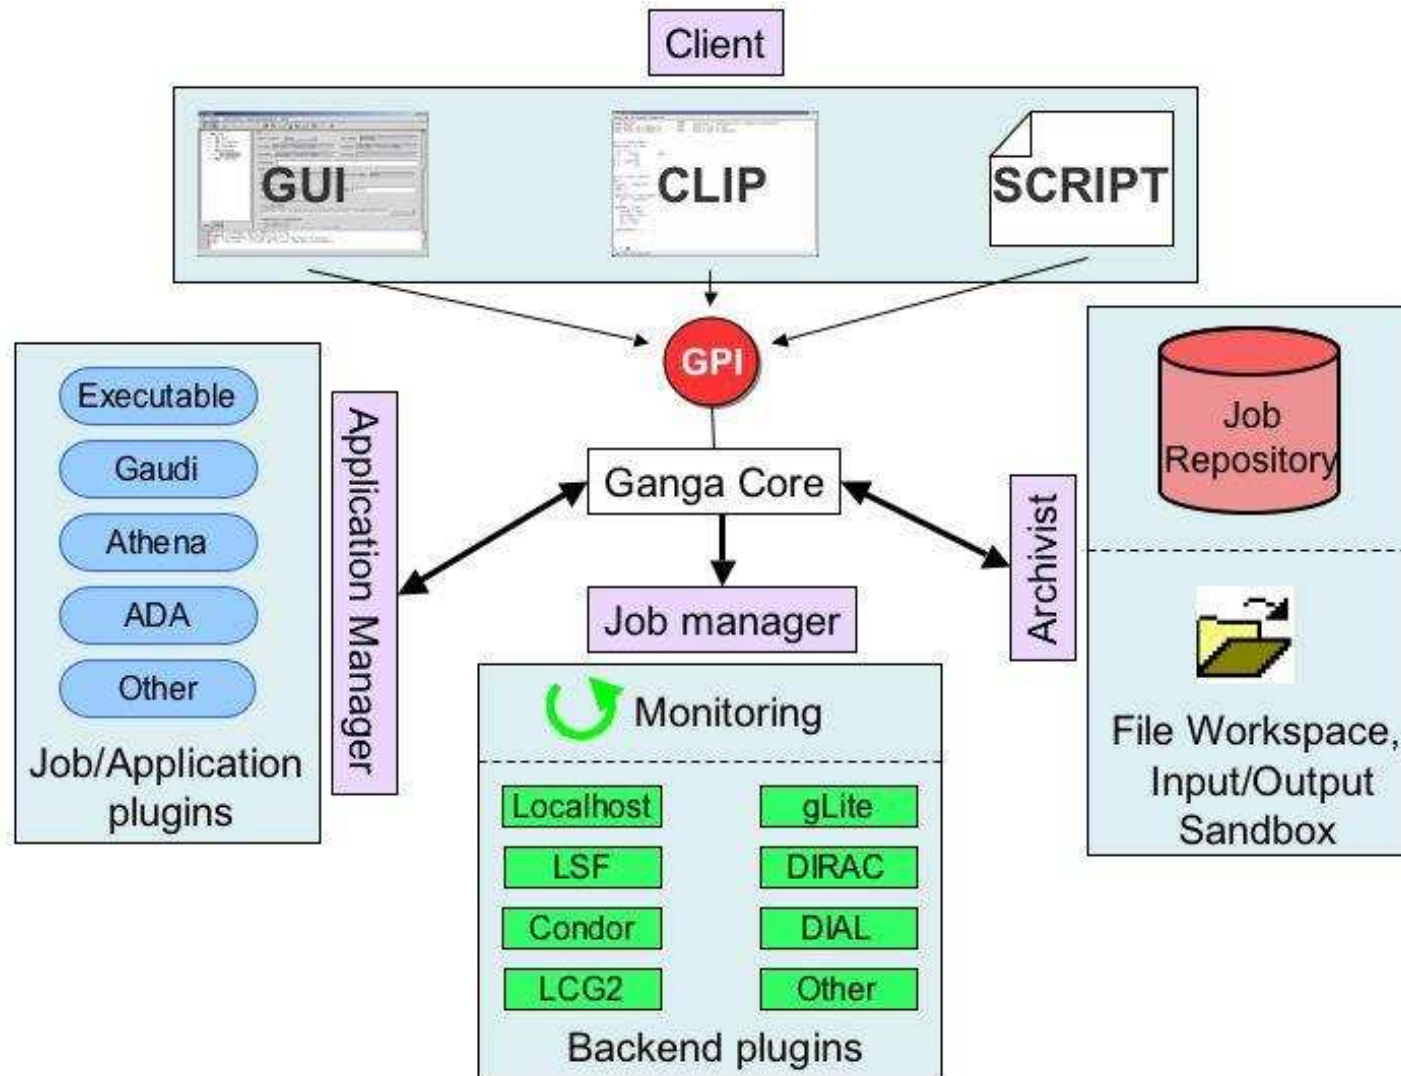 Client
GUI
CLIP
SCRIPT
GPI
Executable
Gaudi
Athena
ADA
Other
Job/Application
plugins
Application Manager
Ganga Core
Job manager
Monitoring
Localhost
gLite
LSF
DIRAC
Condor
DIAL
LCG2
Other
Backend plugins
Archivist
Job
Repository
File Workspace,
Input/Output
Sandbox